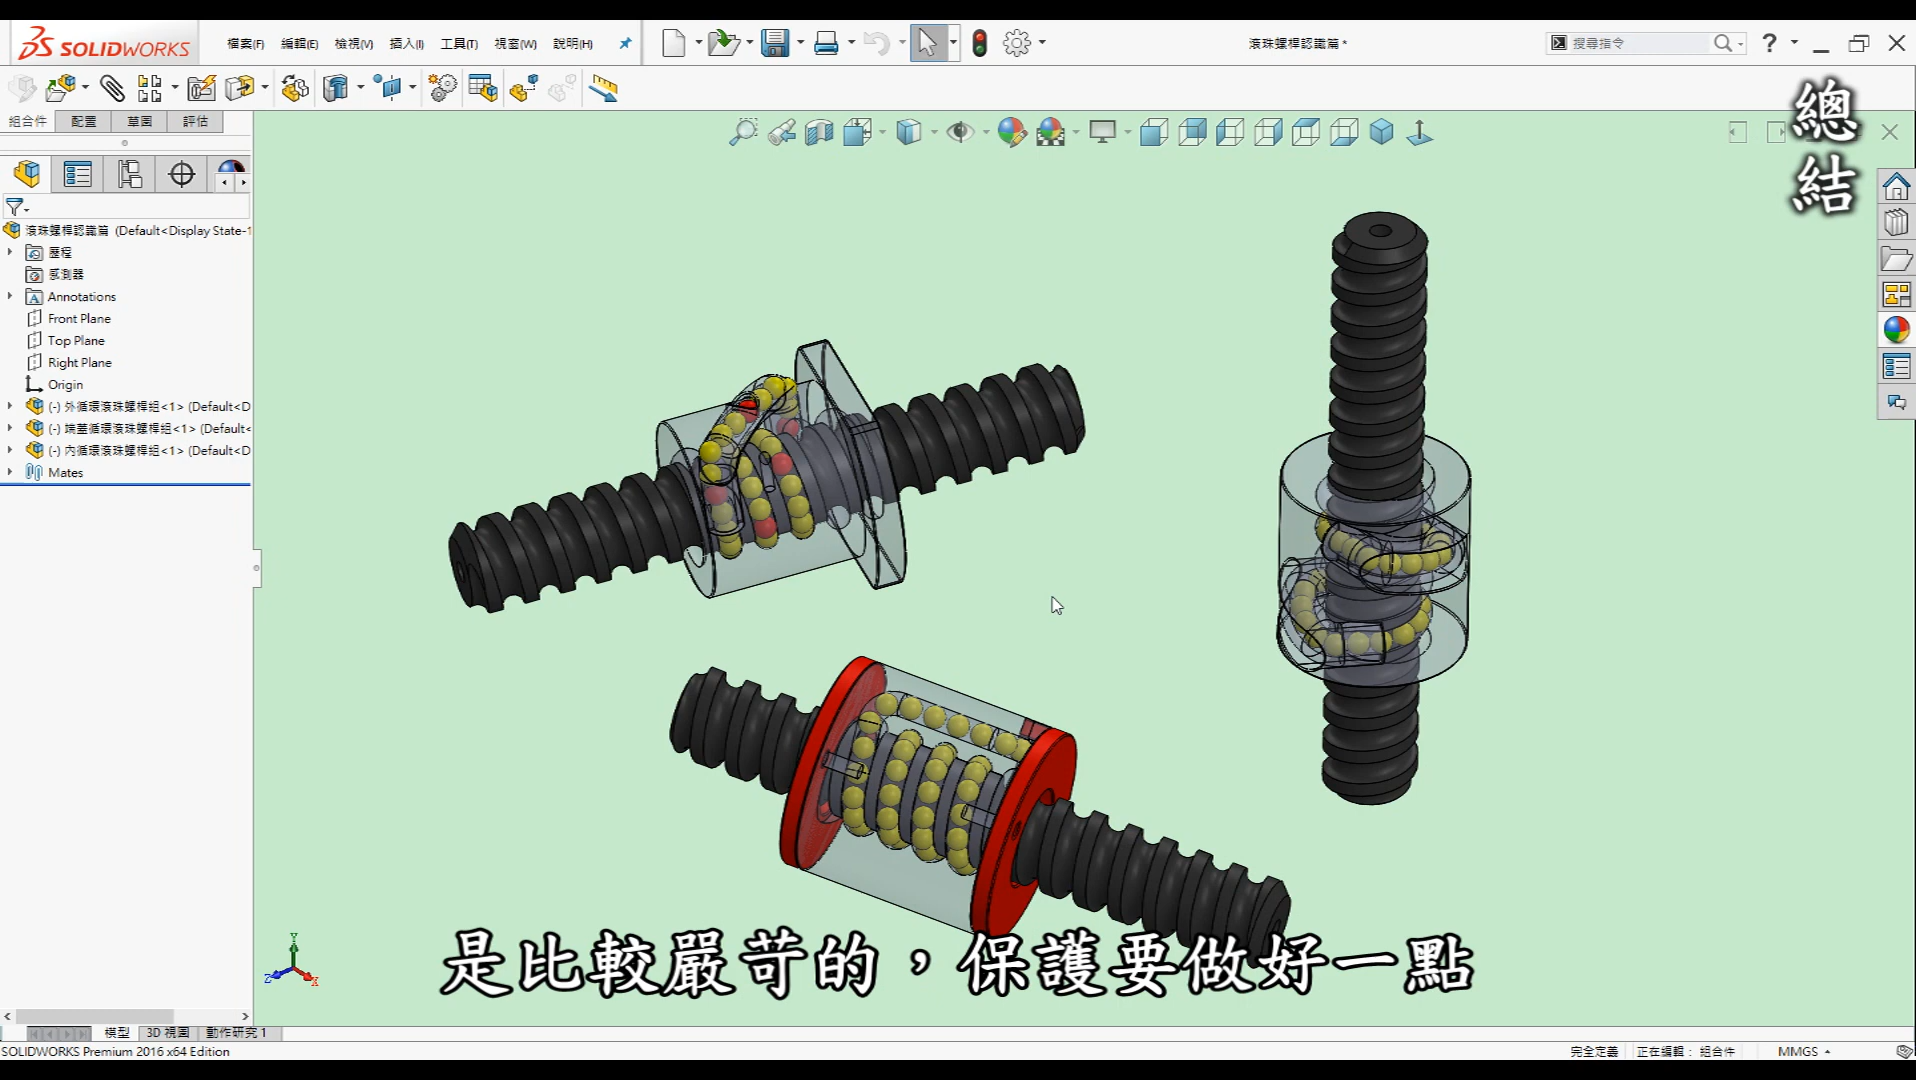 SOLIDWORKS
檔案(F) 編輯(E) 檢視(V) 插入(I) 工具(T) 視窗(W) 說明(H)
滾珠螺桿認識篇 *
搜尋指令
組合件 配置 草圖 評估
總結
滾珠螺桿認識篇 (Default<Display State-1
歷程
感測器
Annotations
Front Plane
Top Plane
Right Plane
Origin
(-) 外循環滾珠螺桿組<1> (Default<D
(-) 端蓋循環滾珠螺桿組<1> (Default<
(-) 內循環滾珠螺桿組<1> (Default<D
Mates
是比較嚴苛的，保護要做好一點
模型 3D 視圖 動作研究 1
SOLIDWORKS Premium 2016 x64 Edition
完全定義 正在編輯： 組合件 MMGS